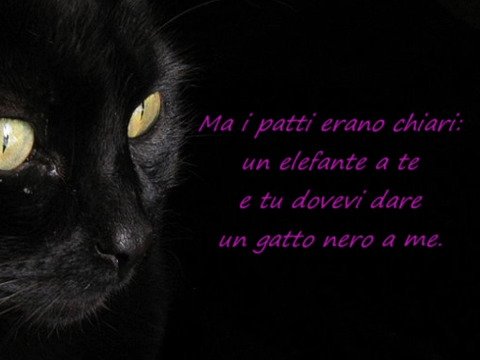 Ma i patti erano chiari:
un elefante a te
e tu dovevi dare
un gatto nero a me.